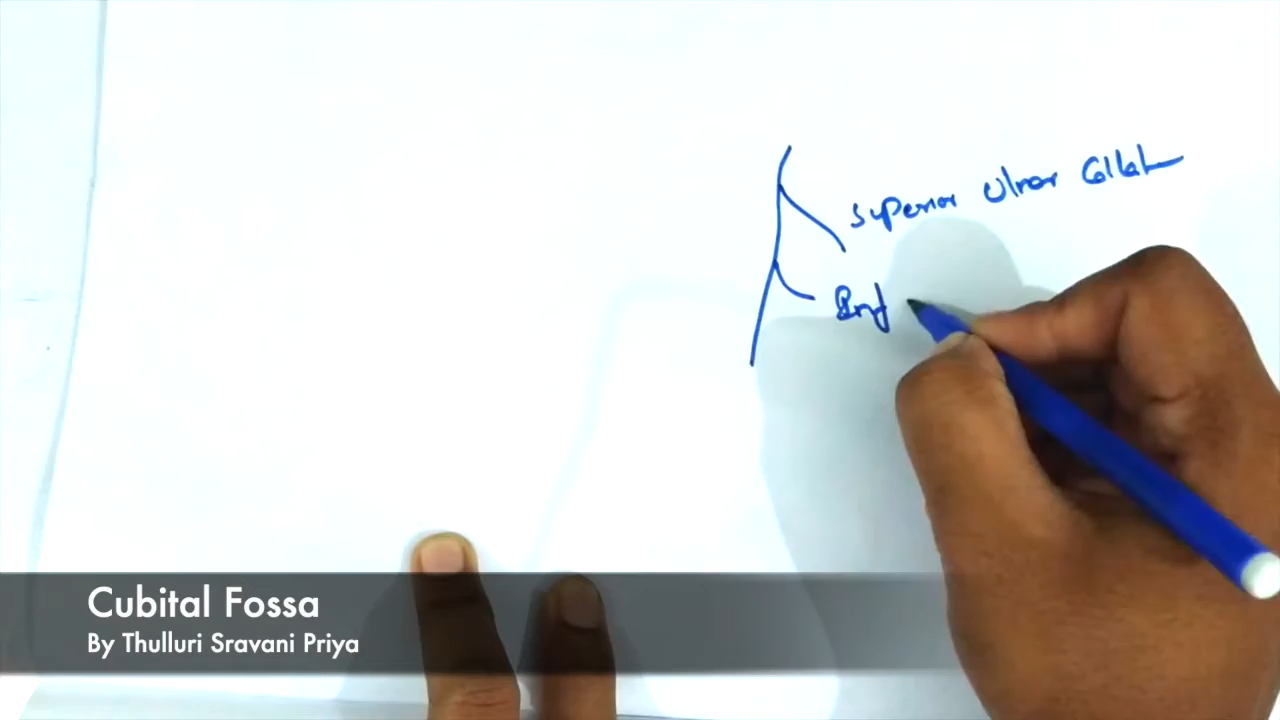 Superior Ulnar Collat
Inf
Cubital Fossa
By Thulluri Sravani Priya